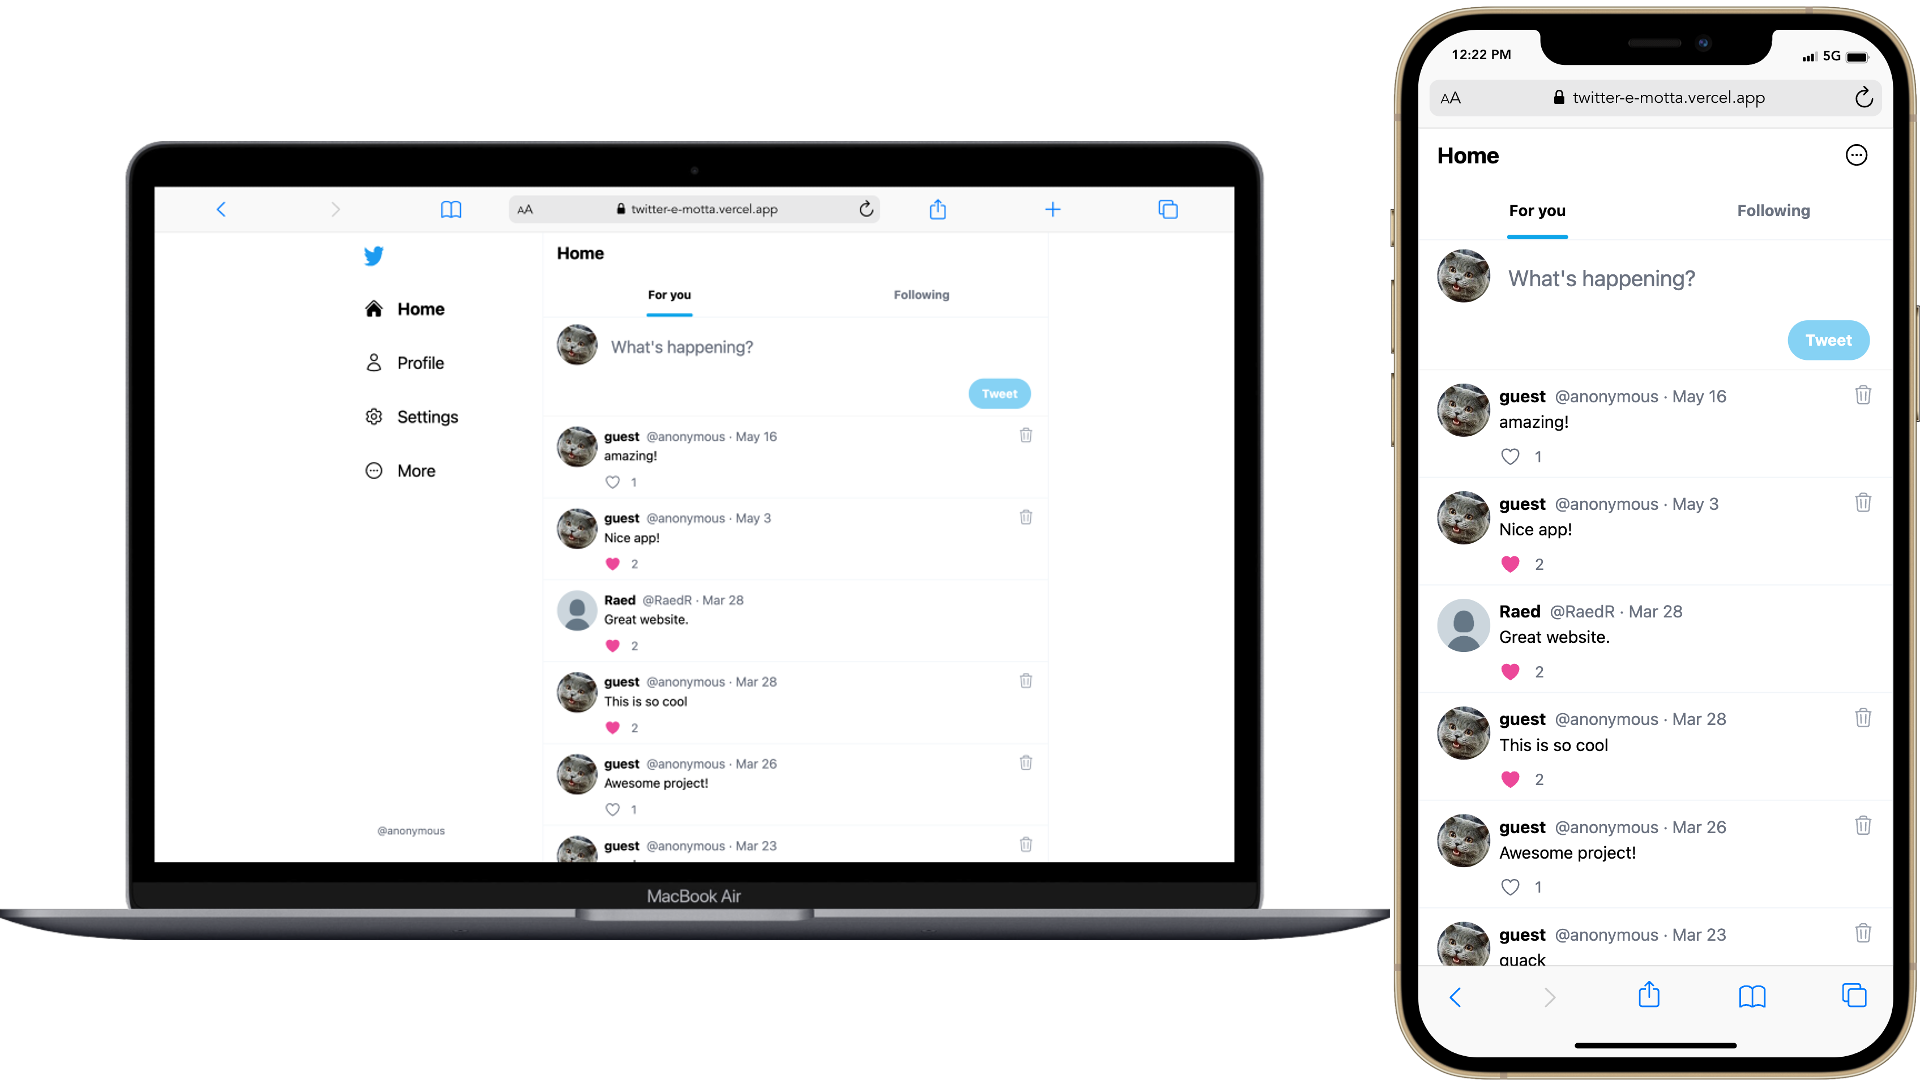 AA twitter-e-motta.vercel.app
Home
For you Following
Home
Profile
Settings
More
@anonymous
What's happening?
Tweet
guest @anonymous · May 16
amazing!
1
guest @anonymous · May 3
Nice app!
2
Raed @RaedR · Mar 28
Great website.
2
guest @anonymous · Mar 28
This is so cool
2
guest @anonymous · Mar 26
Awesome project!
1
guest @anonymous · Mar 23
MacBook Air
12:22 PM 5G
AA twitter-e-motta.vercel.app
Home
For you Following
What's happening?
Tweet
guest @anonymous · May 16
amazing!
1
guest @anonymous · May 3
Nice app!
2
Raed @RaedR · Mar 28
Great website.
2
guest @anonymous · Mar 28
This is so cool
2
guest @anonymous · Mar 26
Awesome project!
1
guest @anonymous · Mar 23
quack